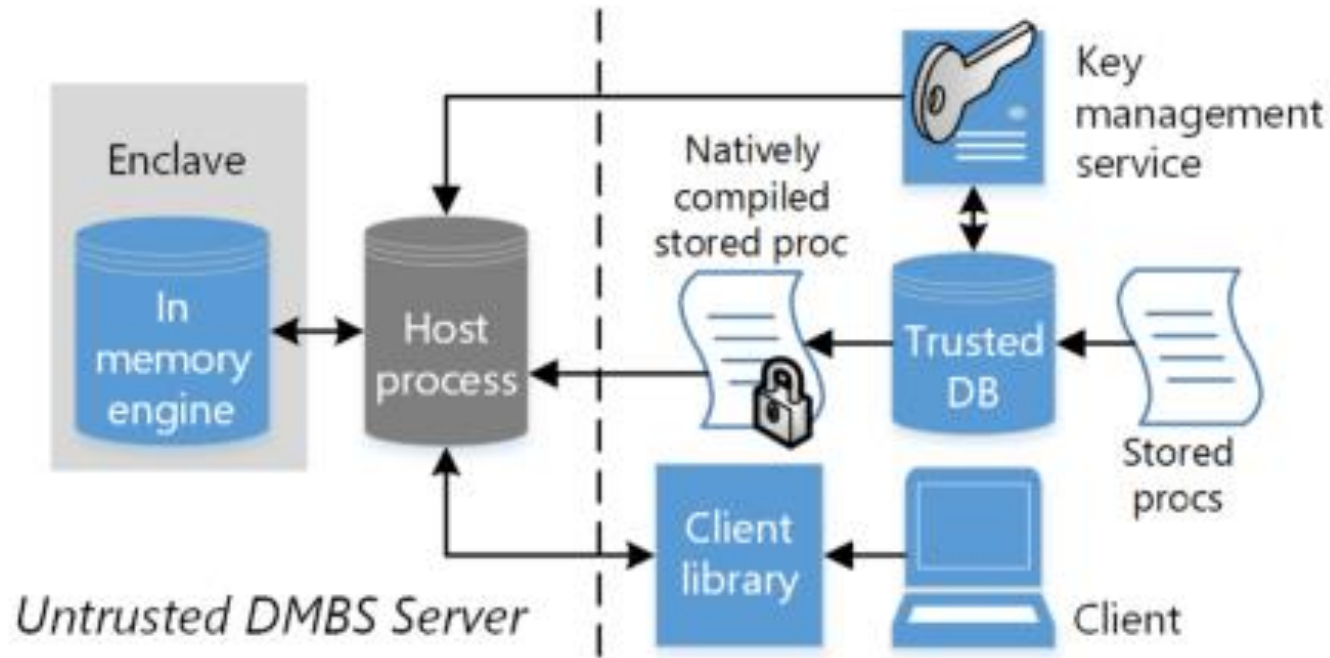 Enclave
In
memory
engine
Host
process
Untrusted DMBS Server
Natively
compiled
stored proc
Key
management
service
Trusted
DB
Stored
procs
Client
library
Client